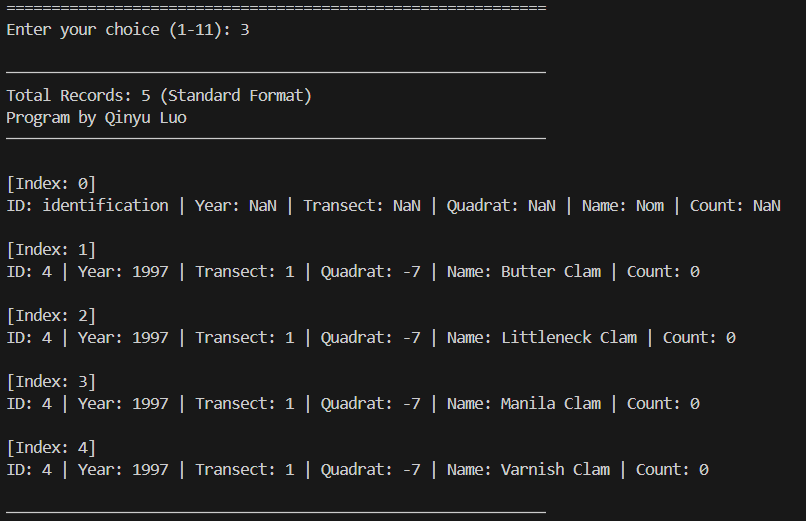 ============================================================
Enter your choice (1-11): 3
────────────────────────────────────────────────────────────
Total Records: 5 (Standard Format)
Program by Qinyu Luo
────────────────────────────────────────────────────────────
[Index: 0]
ID: identification | Year: NaN | Transect: NaN | Quadrat: NaN | Name: Nom | Count: NaN
[Index: 1]
ID: 4 | Year: 1997 | Transect: 1 | Quadrat: -7 | Name: Butter Clam | Count: 0
[Index: 2]
ID: 4 | Year: 1997 | Transect: 1 | Quadrat: -7 | Name: Littleneck Clam | Count: 0
[Index: 3]
ID: 4 | Year: 1997 | Transect: 1 | Quadrat: -7 | Name: Manila Clam | Count: 0
[Index: 4]
ID: 4 | Year: 1997 | Transect: 1 | Quadrat: -7 | Name: Varnish Clam | Count: 0
────────────────────────────────────────────────────────────